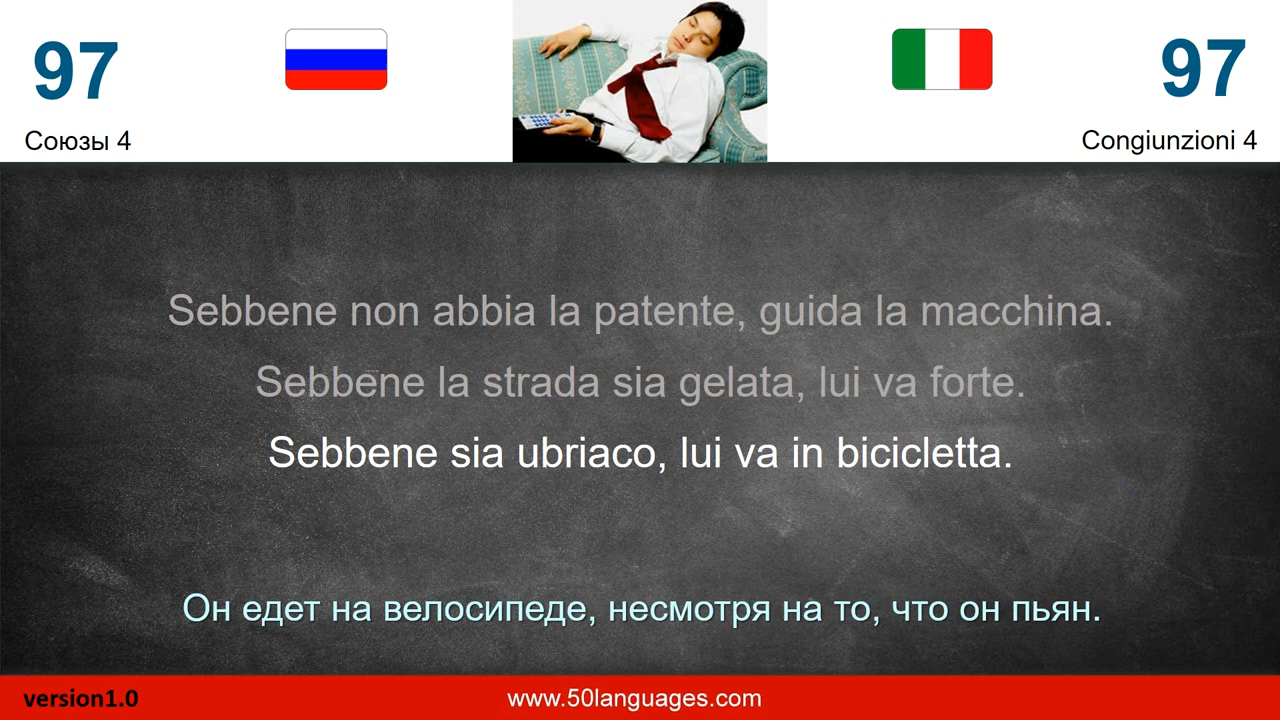 97
97
Союзы 4
Congiunzioni 4
Sebbene non abbia la patente, guida la macchina.
Sebbene la strada sia gelata, lui va forte.
Sebbene sia ubriaco, lui va in bicicletta.
Он едет на велосипеде, несмотря на то, что он пьян.
version1.0
www.50languages.com